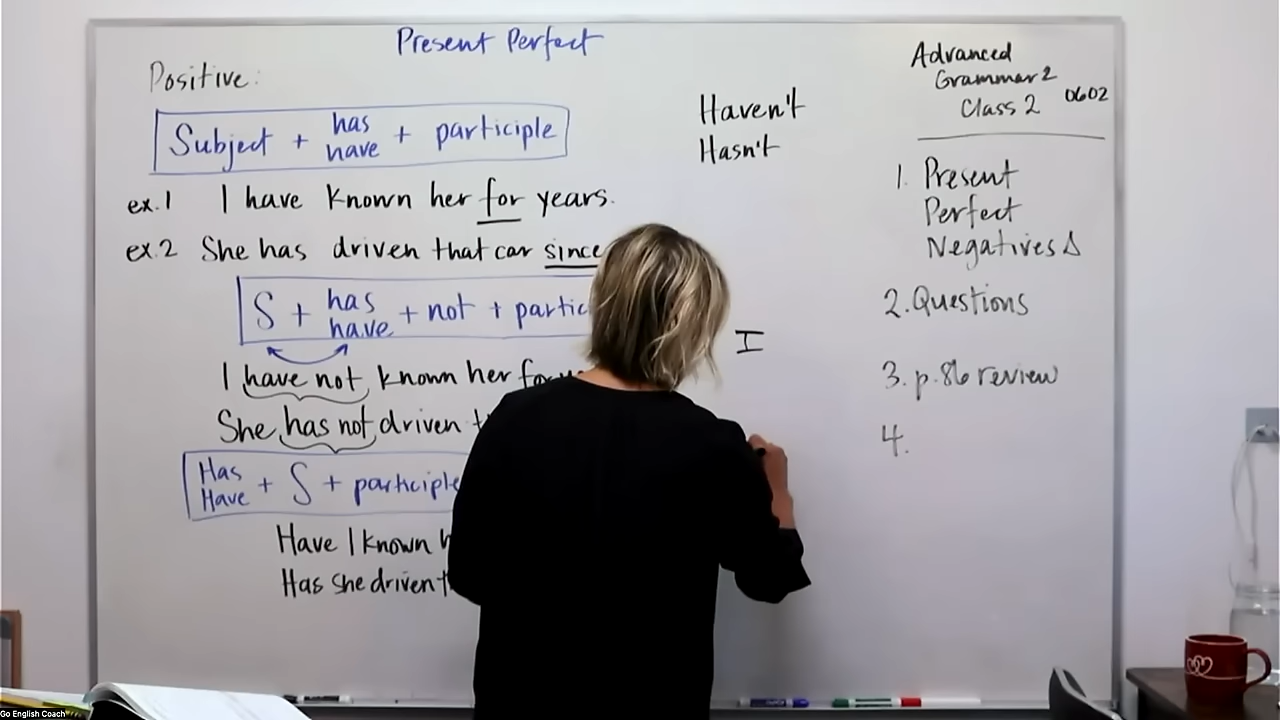 Present Perfect
Positive:
Subject + has have + participle
ex.1 I have known her for years.
ex.2 She has driven that car since
S + has have + not + partic
I have not known her for
She has not driven t
Has Have + S + participle
Have I known h
Has she driven t
Haven't
Hasn't
I
Advanced
Grammar 2
Class 2 0602
1. Present
Perfect
Negatives Δ
2. Questions
3. p. 86 review
4.
Go English Coach